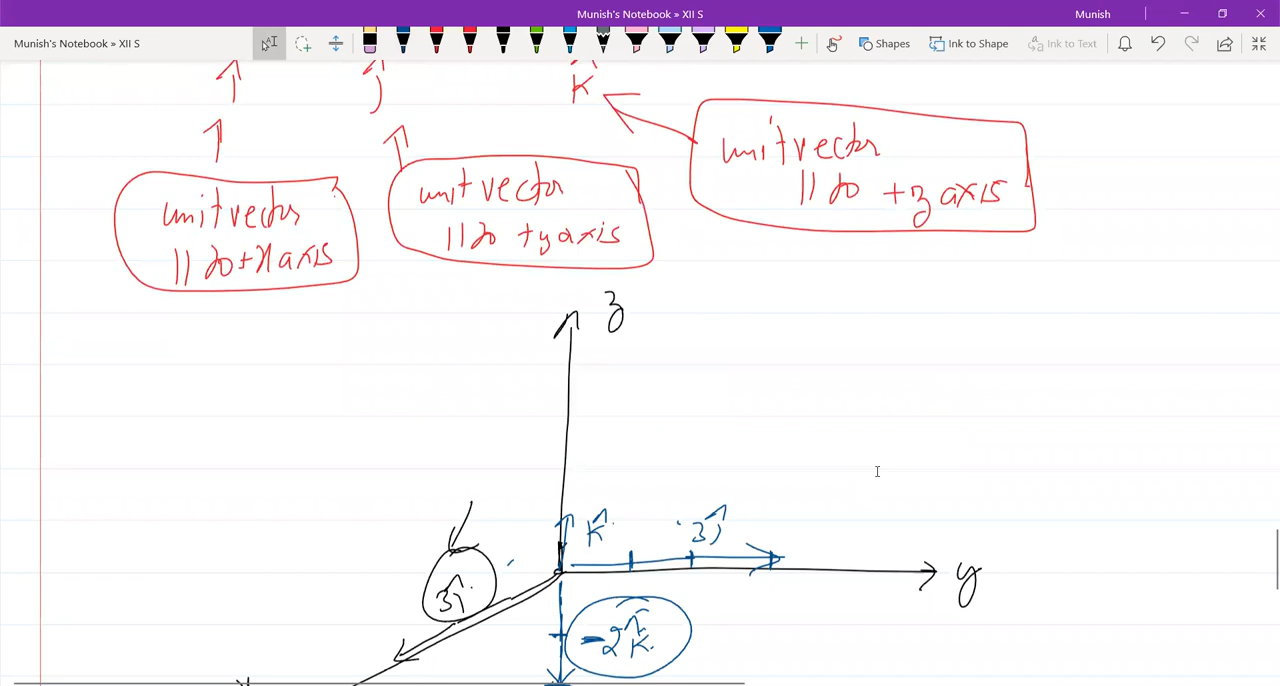 Munish's Notebook » XII S
Munish
Munish's Notebook » XII S
Shapes
Ink to Shape
Ink to Text
î
ĵ
k̂
unit vector
|| to +x axis
unit vector
|| to +y axis
unit vector
|| to +z axis
z
k̂
3ĵ
y
3î
-2k̂